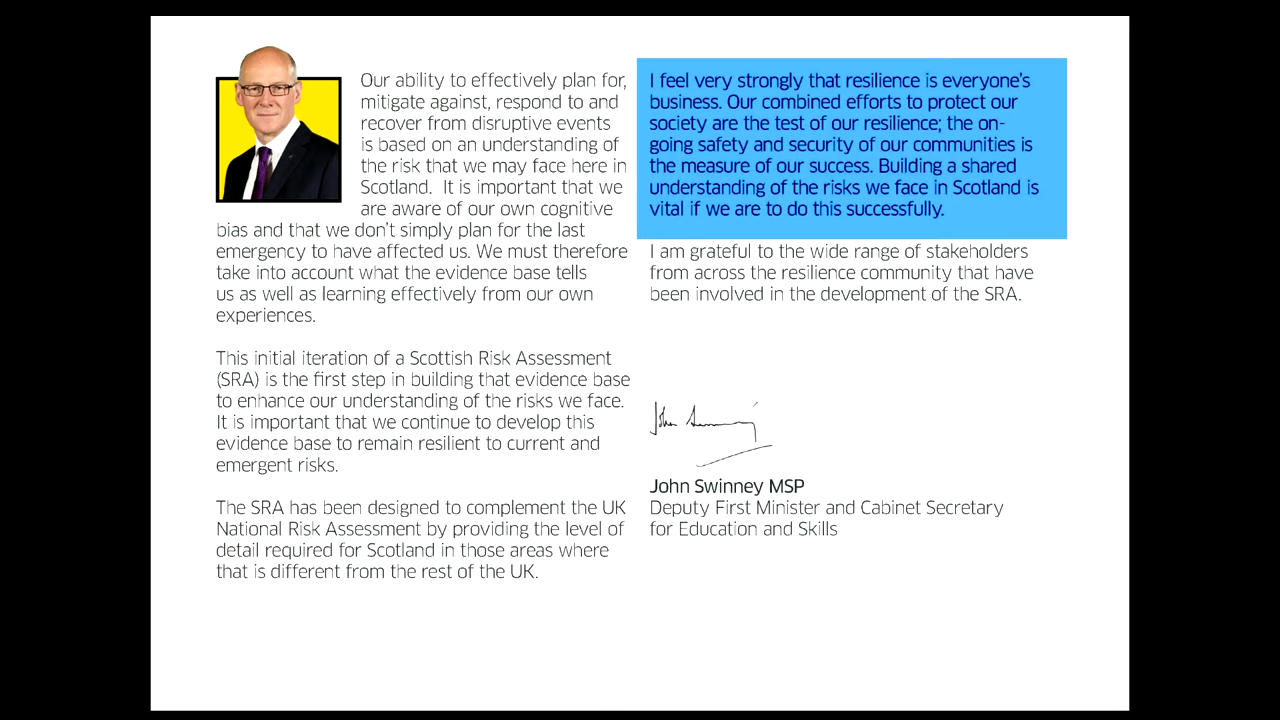 Our ability to effectively plan for,
mitigate against, respond to and
recover from disruptive events
is based on an understanding of
the risk that we may face here in
Scotland.  It is important that we
are aware of our own cognitive
bias and that we don't simply plan for the last
emergency to have affected us. We must therefore
take into account what the evidence base tells
us as well as learning effectively from our own
experiences.
This initial iteration of a Scottish Risk Assessment
(SRA) is the first step in building that evidence base
to enhance our understanding of the risks we face.
It is important that we continue to develop this
evidence base to remain resilient to current and
emergent risks.
The SRA has been designed to complement the UK
National Risk Assessment by providing the level of
detail required for Scotland in those areas where
that is different from the rest of the UK.
I feel very strongly that resilience is everyone's
business. Our combined efforts to protect our
society are the test of our resilience; the on-
going safety and security of our communities is
the measure of our success. Building a shared
understanding of the risks we face in Scotland is
vital if we are to do this successfully.
I am grateful to the wide range of stakeholders
from across the resilience community that have
been involved in the development of the SRA.
John Swinney
John Swinney MSP
Deputy First Minister and Cabinet Secretary
for Education and Skills